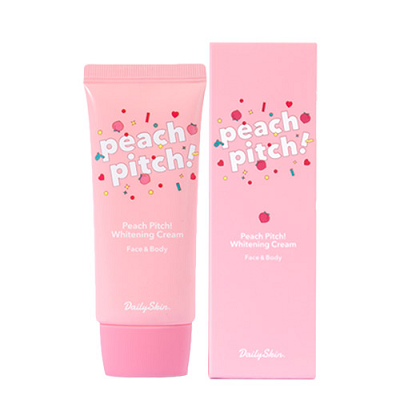 peach
pitch!
Peach Pitch!
Whitening Cream
Face & Body
DailySkin.
peach
pitch!
Peach Pitch!
Whitening Cream
Face & Body
DailySkin.